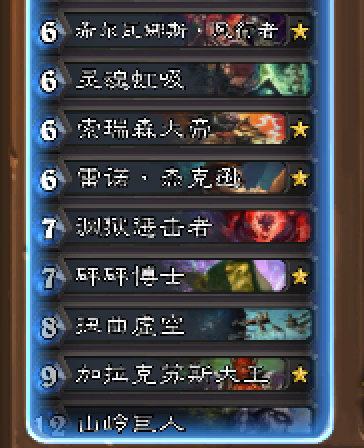 6 希尔瓦娜斯·风行者
6 灵魂虹吸
6 索瑞森大帝
6 雷诺·杰克逊
7 渊狱惩击者
7 砰砰博士
8 扭曲虚空
9 加拉克苏斯大王
12 山岭巨人